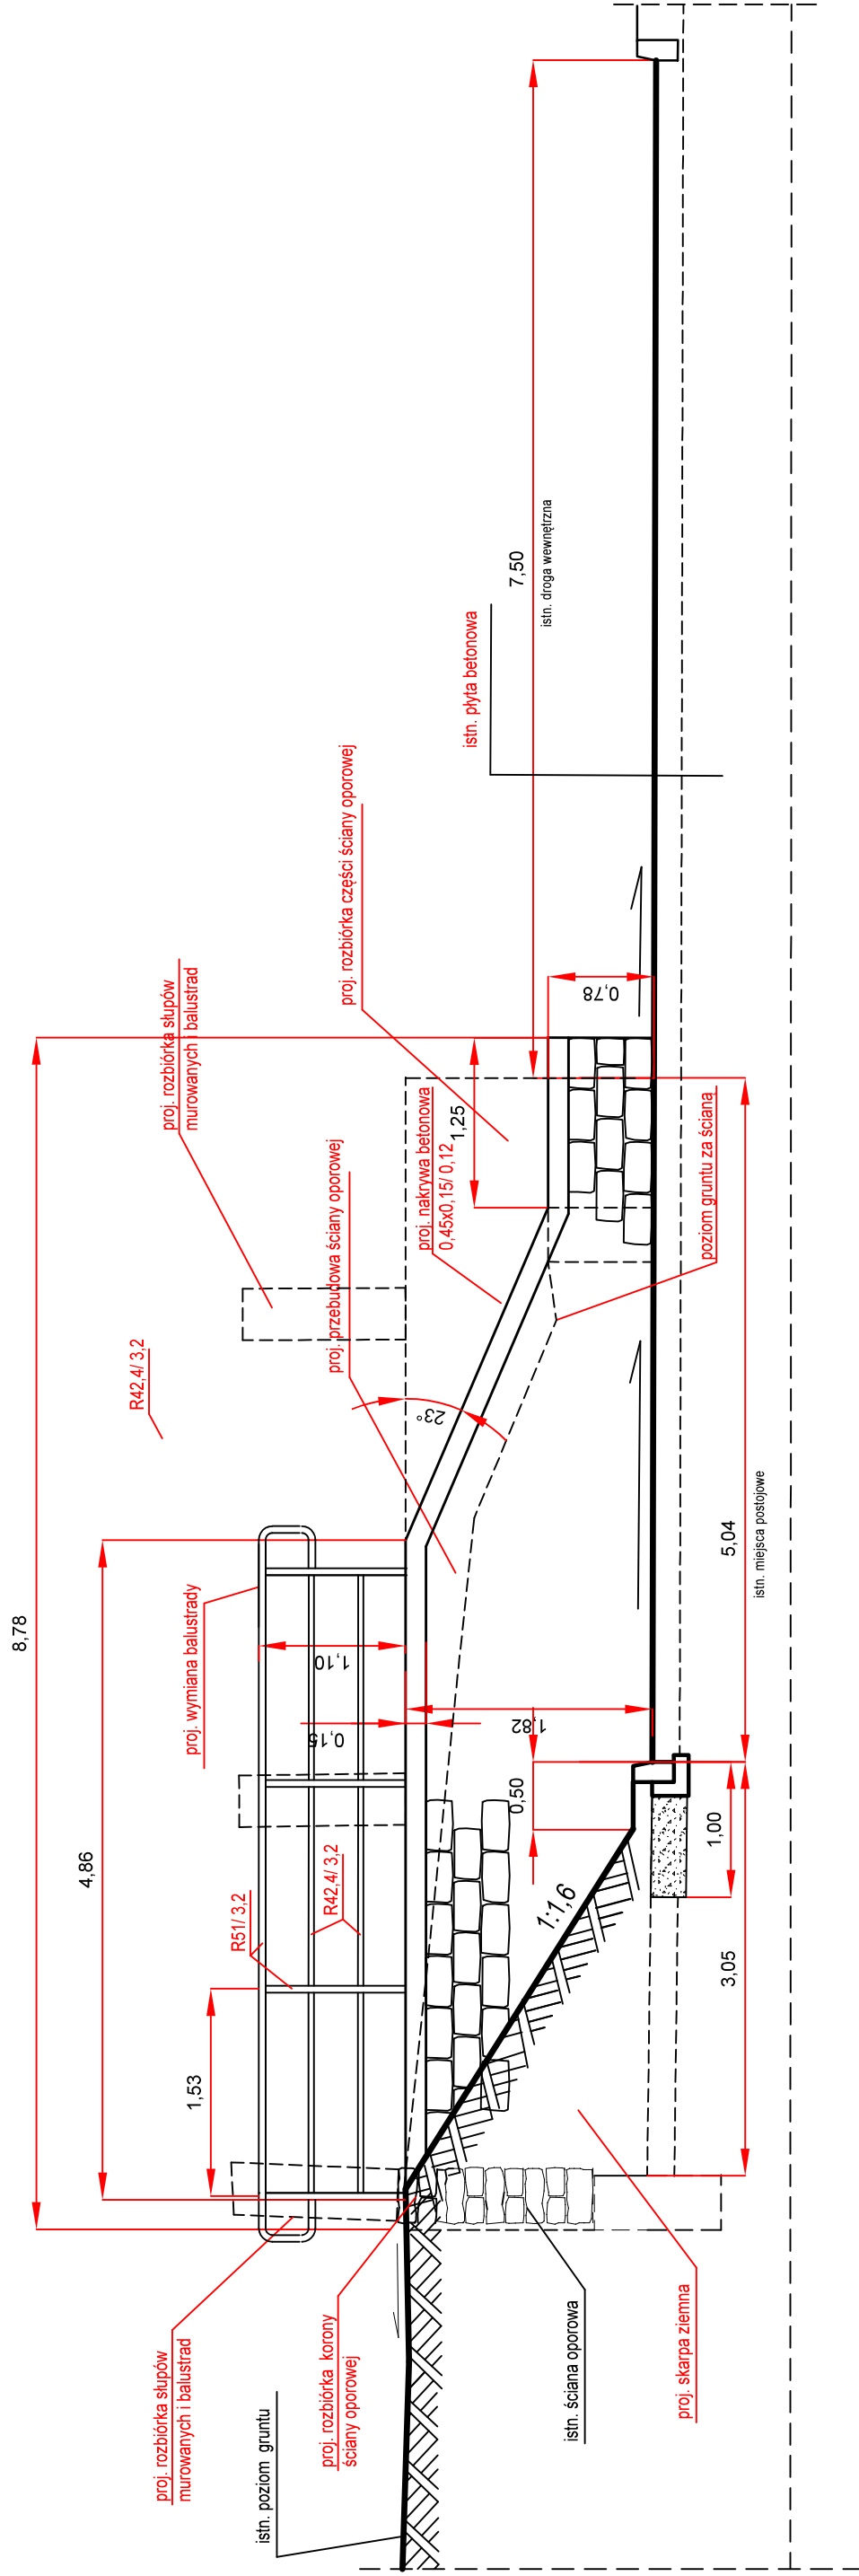 8,78
4,86
1,53
proj. rozbiórka słupów
murowanych i balustrad
istn. poziom gruntu
proj. rozbiórka korony
ściany oporowej
R51/ 3,2
R42,4/ 3,2
proj. wymiana balustrady
1,10
0,15
R42,4/ 3,2
proj. rozbiórka słupów
murowanych i balustrad
proj. przebudowa ściany oporowej
proj. rozbiórka części ściany oporowej
23°
proj. nakrywa betonowa
0,45x0,15/ 0,12
1,25
istn. płyta betonowa
7,50
istn. droga wewnętrzna
0,78
1,82
0,50
1:1,6
istn. ściana oporowa
proj. skarpa ziemna
poziom gruntu za ścianą
1,00
3,05
5,04
istn. miejsca postojowe